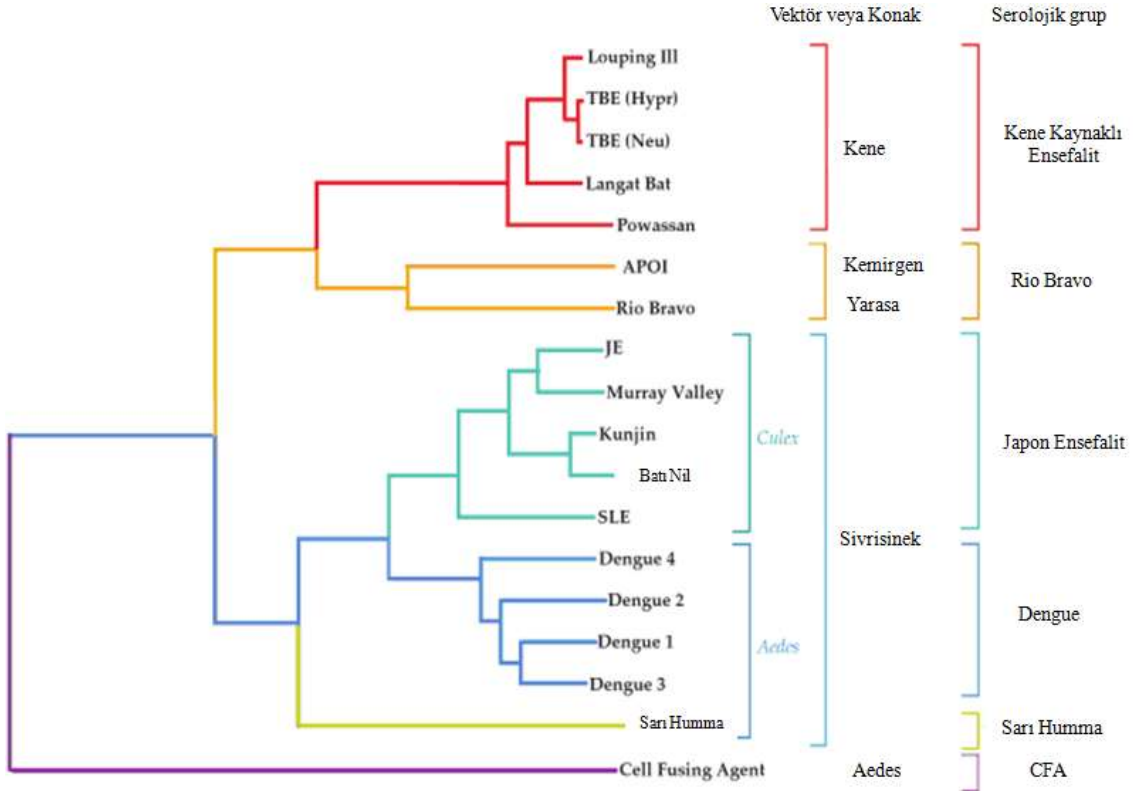 Vektör veya Konak
Serolojik grup
Louping Ill
TBE (Hypr)
TBE (Neu)
Langat Bat
Powassan
Kene
Kene Kaynaklı
Ensefalit
APOI
Rio Bravo
Kemirgen
Yarasa
Rio Bravo
JE
Murray Valley
Kunjin
Batı Nil
SLE
Culex
Japon Ensefalit
Sivrisinek
Dengue 4
Dengue 2
Dengue 1
Dengue 3
Sarı Humma
Aedes
Dengue
Sarı Humma
Cell Fusing Agent
Aedes
CFA